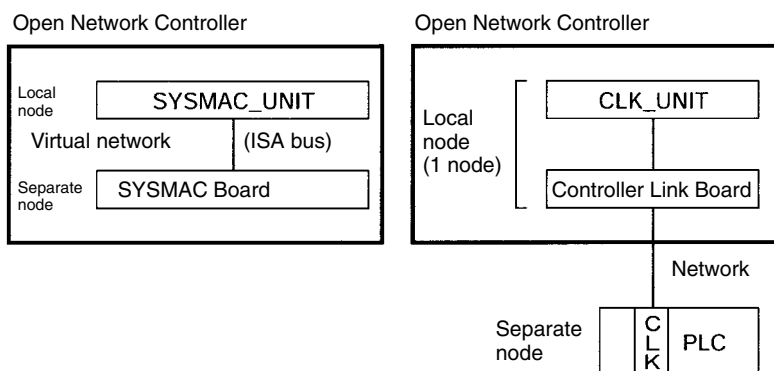 Open Network Controller
Local
node
SYSMAC_UNIT
Virtual network
(ISA bus)
Separate
node
SYSMAC Board
Open Network Controller
Local
node
(1 node)
CLK_UNIT
Controller Link Board
Network
Separate
node
C
L
K
PLC